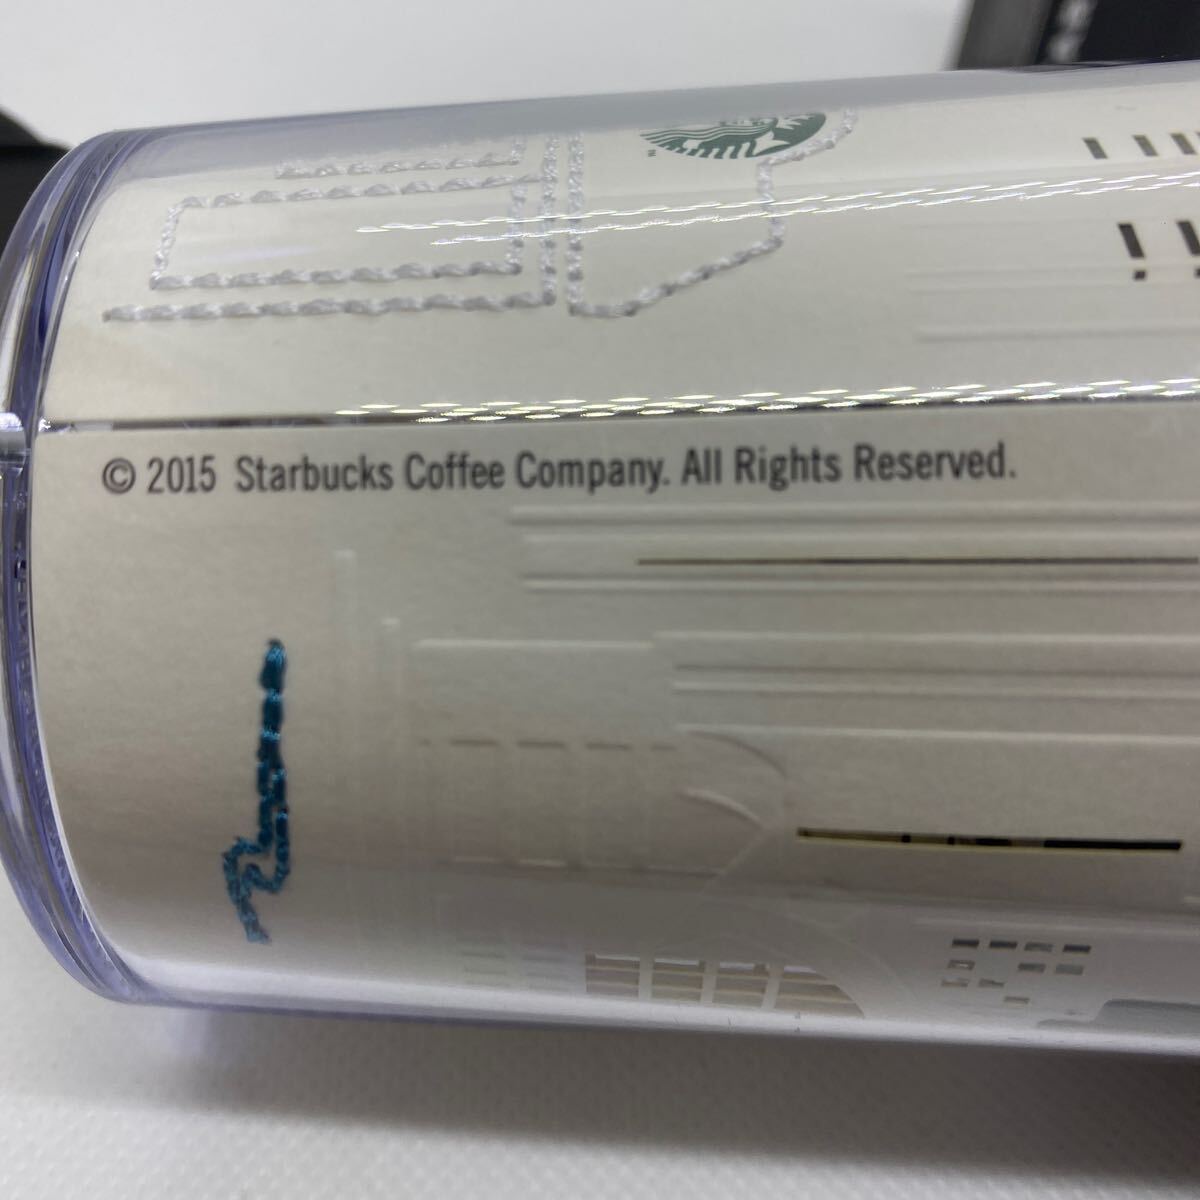 © 2015 Starbucks Coffee Company. All Rights Reserved.